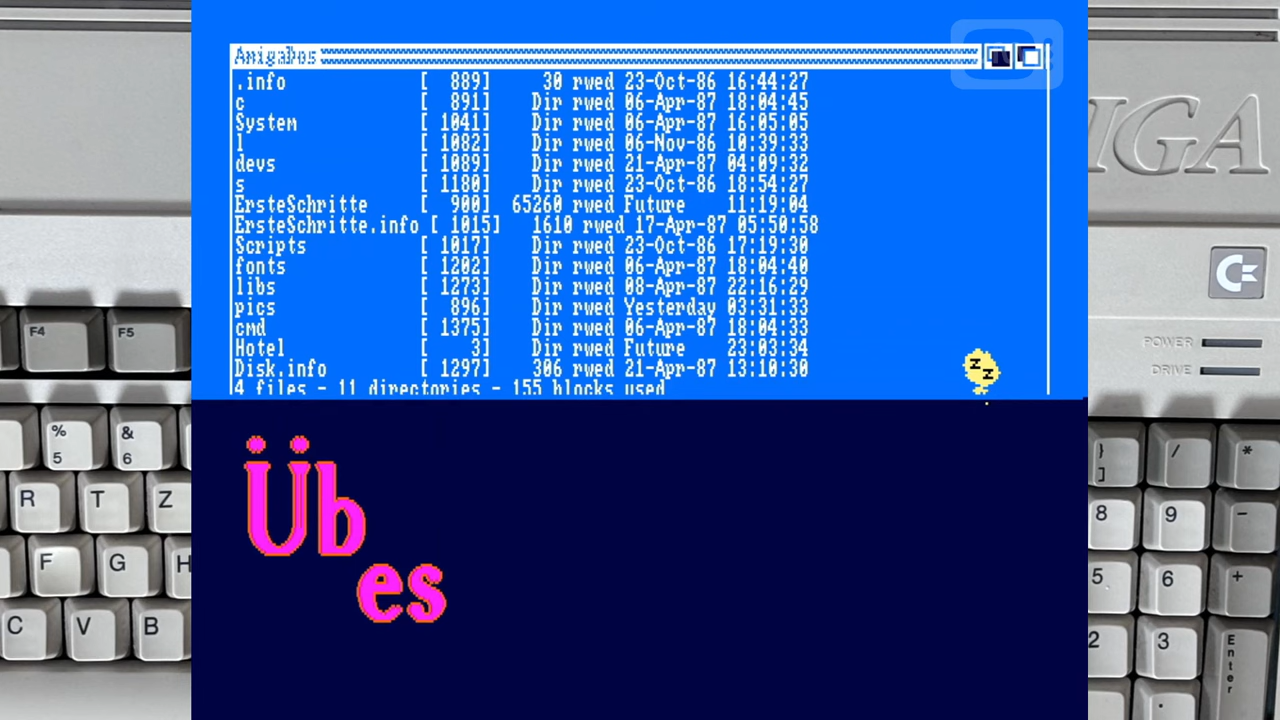 AmigaDos
.info [ 889] 30 rwed 23-Oct-86 16:44:27
c [ 891] Dir rwed 06-Apr-87 18:04:45
System [ 1041] Dir rwed 06-Apr-87 16:05:05
l [ 1082] Dir rwed 06-Nov-86 10:39:33
devs [ 1089] Dir rwed 21-Apr-87 04:09:32
s [ 1180] Dir rwed 23-Oct-86 18:54:27
ErsteSchritte [ 900] 65260 rwed Future 11:19:04
ErsteSchritte.info [ 1015] 1610 rwed 17-Apr-87 05:50:58
Scripts [ 1017] Dir rwed 23-Oct-86 17:19:30
fonts [ 1202] Dir rwed 06-Apr-87 18:04:40
libs [ 1273] Dir rwed 08-Apr-87 22:16:29
pics [ 896] Dir rwed Yesterday 03:31:33
cmd [ 1375] Dir rwed 06-Apr-87 18:04:33
Hotel [ 3] Dir rwed Future 23:03:34
Disk.info [ 1297] 306 rwed 21-Apr-87 13:10:30
4 files - 11 directories - 155 blocks used
Z Z
Üb
es
F4 F5
% 5 & 6
R T Z
F G H
C V B
IGA
POWER
DRIVE
} ] / *
8 9 -
5 6 +
2 3 Enter
.